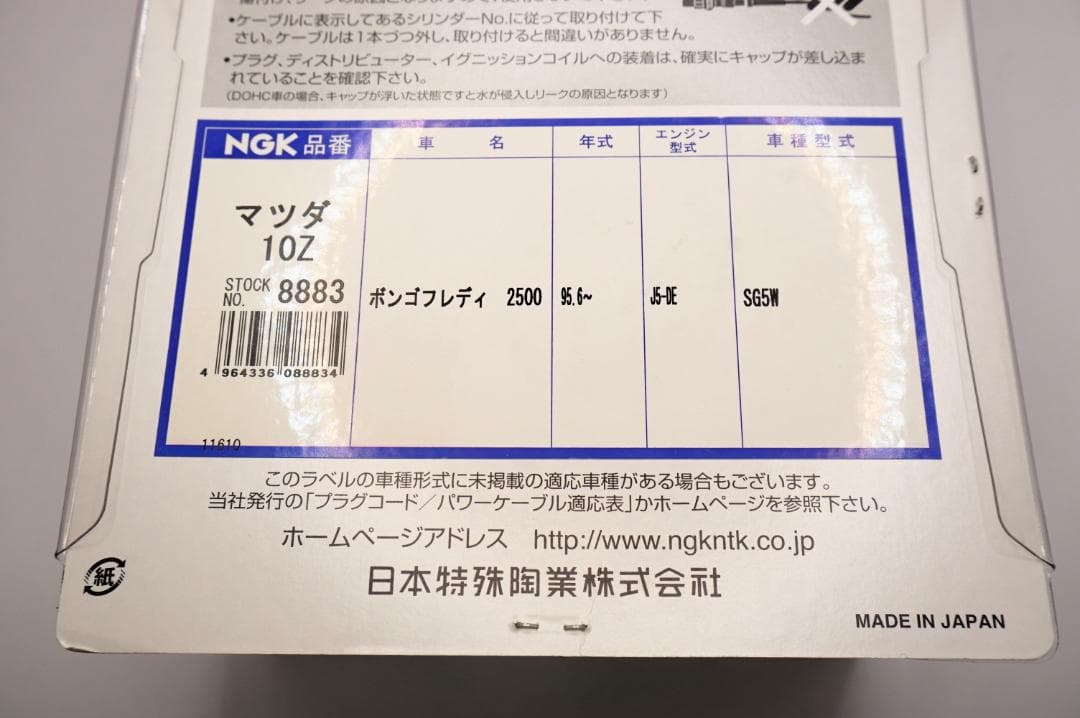 •ケーブルに表示してあるシリンダーNo.に従って取り付けて下
さい。ケーブルは1本づつ外し、取り付けると間違いがありません。
•プラグ、ディストリビューター、イグニッションコイルへの装着は、確実にキャップが差し込ま
れていることを確認下さい。
(DOHC車の場合、キャップが浮いた状態ですと水が侵入しリークの原因となります)
NGK 品番 車名 年式 エンジン型式 車種型式
マツダ
10Z
STOCK NO. 8883
ボンゴフレディ 2500 95.6~ J5-DE SG5W
4 964336 088834
11610
このラベルの車種形式に未掲載の適応車種がある場合もございます。
当社発行の「プラグコード/パワーケーブル適応表」かホームページを参照下さい。
ホームページアドレス http://www.ngkntk.co.jp
紙
日本特殊陶業株式会社
MADE IN JAPAN